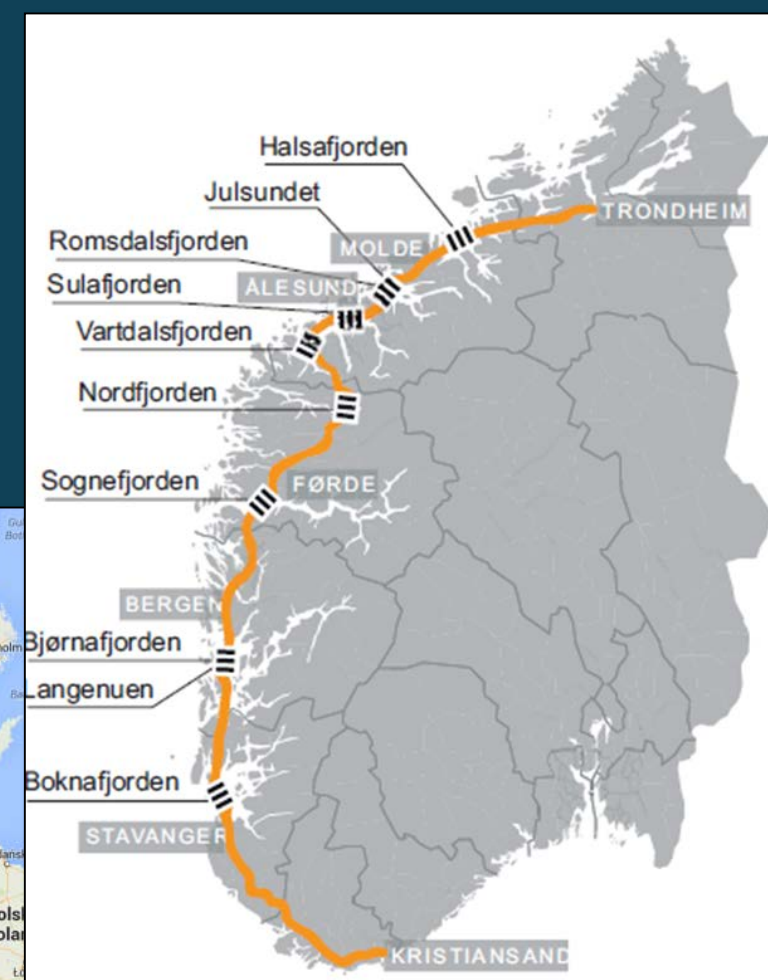 Halsafjorden
Julsundet
TRONDHEIM
Romsdalsfjorden
MOLDE
Sulafjorden
ÅLESUND
Vartdalsfjorden
Nordfjorden
Sognefjorden
FØRDE
BERGEN
Bjørnafjorden
Langenuen
Boknafjorden
STAVANGER
KRISTIANSAND